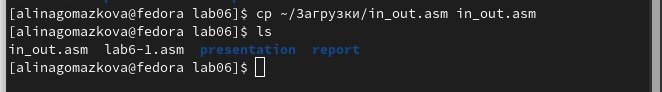 [alinagomazkova@fedora lab06]$ cp ~/Загрузки/in_out.asm in_out.asm
[alinagomazkova@fedora lab06]$ ls
in_out.asm  lab6-1.asm  presentation  report
[alinagomazkova@fedora lab06]$